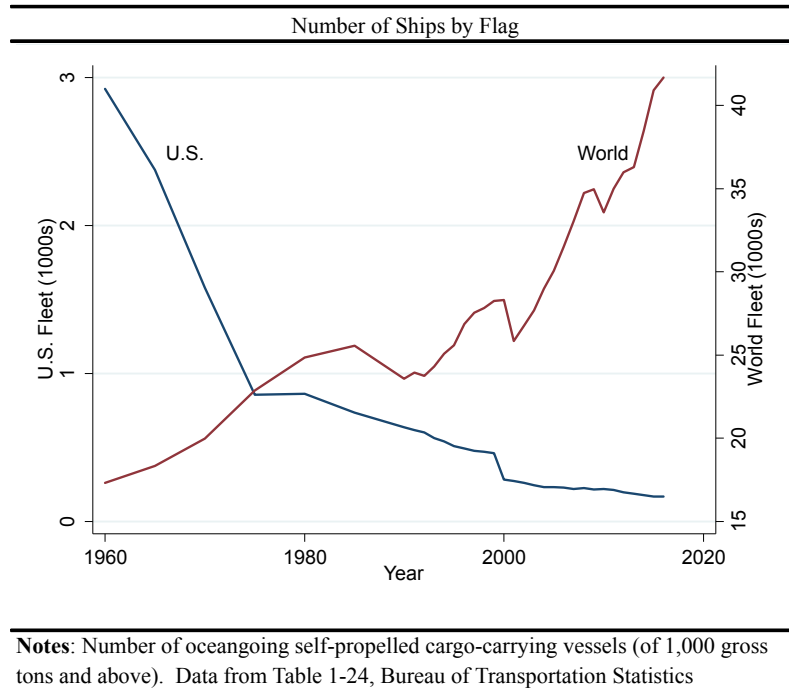 Number of Ships by Flag
U.S. Fleet (1000s)
World Fleet (1000s)
3
2
1
0
40
35
30
25
20
15
U.S.
World
1960
1980
2000
2020
Year
Notes: Number of oceangoing self-propelled cargo-carrying vessels (of 1,000 gross
tons and above). Data from Table 1-24, Bureau of Transportation Statistics